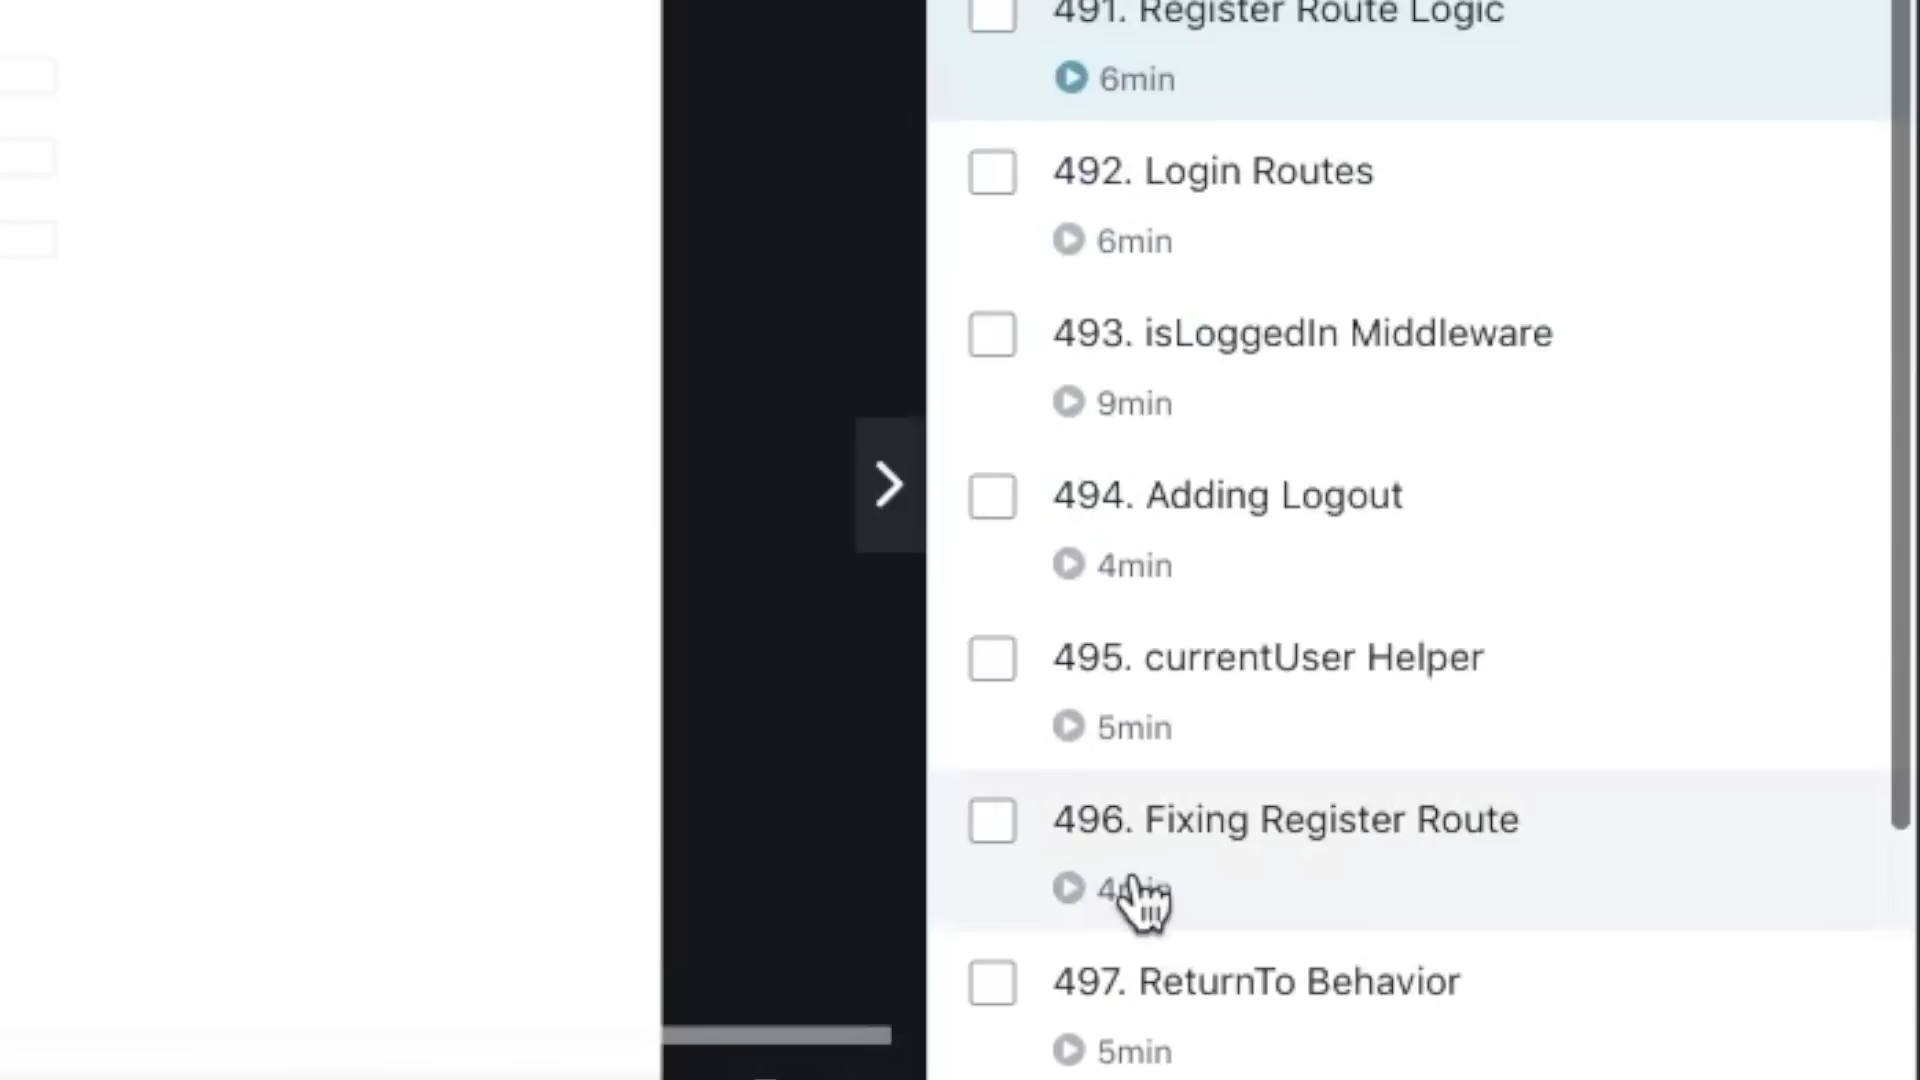 491. Register Route Logic
6min
492. Login Routes
6min
493. isLoggedIn Middleware
9min
494. Adding Logout
4min
495. currentUser Helper
5min
496. Fixing Register Route
497. ReturnTo Behavior
5min